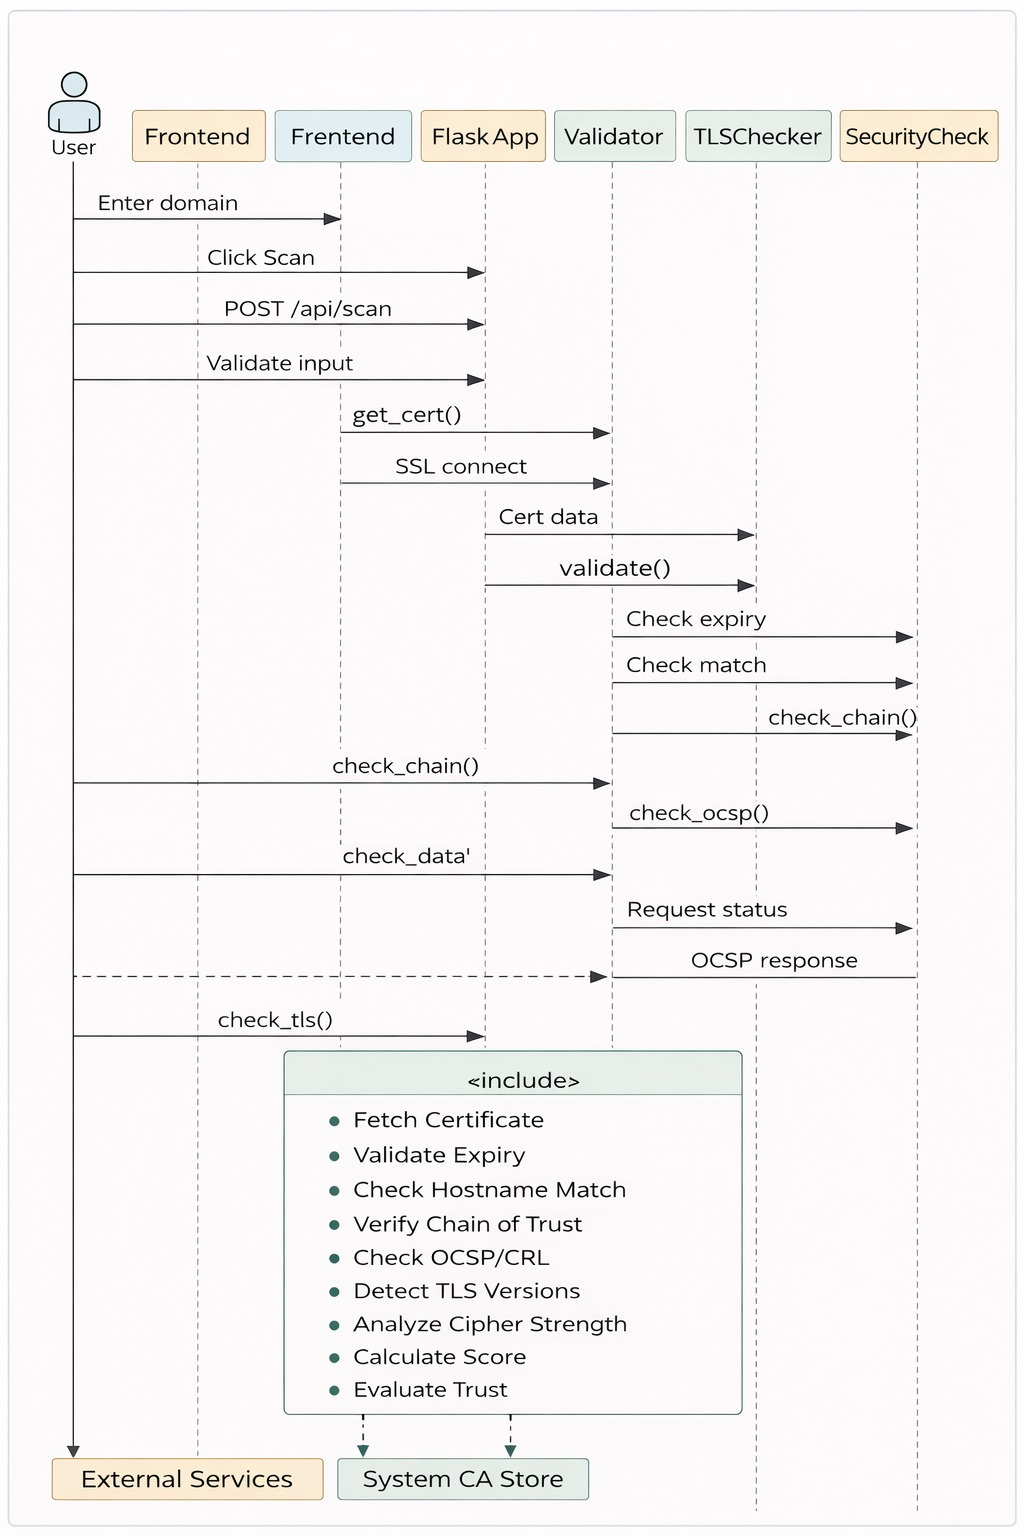 User
Frontend
Frentend
Flask App
Validator
TLSChecker
SecurityCheck
Enter domain
Click Scan
POST /api/scan
Validate input
get_cert()
SSL connect
Cert data
validate()
Check expiry
Check match
check_chain()
check_chain()
check_ocsp()
check_data'
Request status
OCSP response
check_tls()
<include>
Fetch Certificate
Validate Expiry
Check Hostname Match
Verify Chain of Trust
Check OCSP/CRL
Detect TLS Versions
Analyze Cipher Strength
Calculate Score
Evaluate Trust
External Services
System CA Store